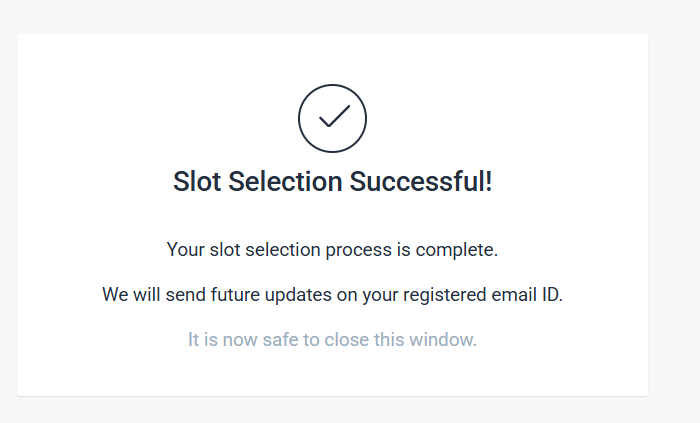 Slot Selection Successful!
Your slot selection process is complete.
We will send future updates on your registered email ID.
It is now safe to close this window.